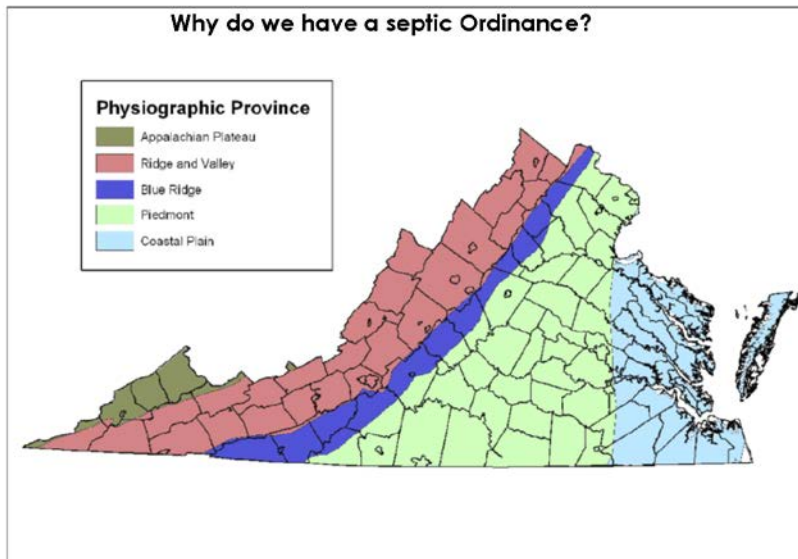 Why do we have a septic Ordinance?
Physiographic Province
Appalachian Plateau
Ridge and Valley
Blue Ridge
Piedmont
Coastal Plain